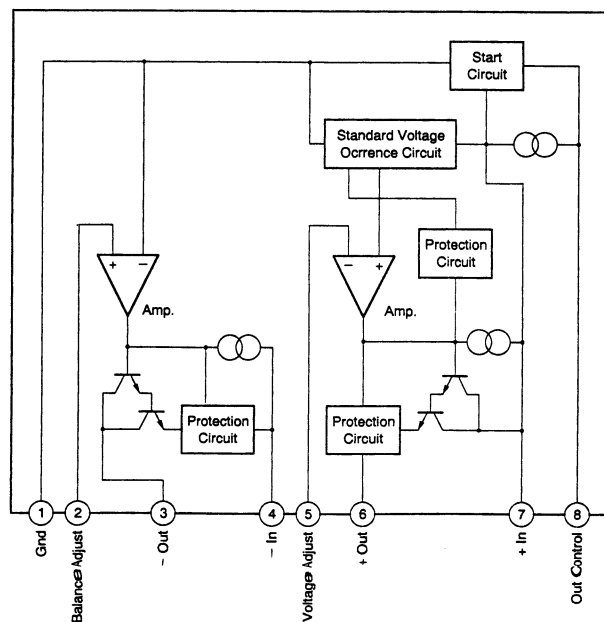 Start
Circuit
Standard Voltage
Ocrrence Circuit
Protection
Circuit
+
−
Amp.
−
+
Amp.
Protection
Circuit
Protection
Circuit
1
2
3
4
5
6
7
8
Gnd
Balance Adjust
− Out
− In
Voltage Adjust
+ Out
+ In
Out Control